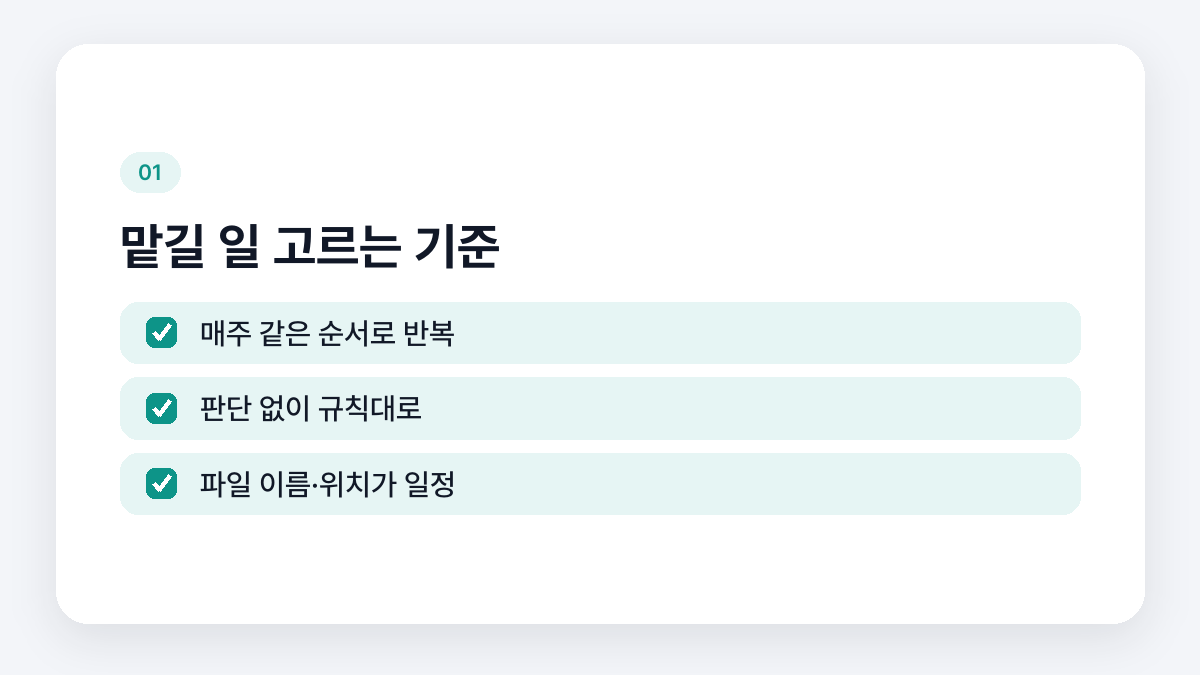 01
맡길 일 고르는 기준
매주 같은 순서로 반복
판단 없이 규칙대로
파일 이름·위치가 일정